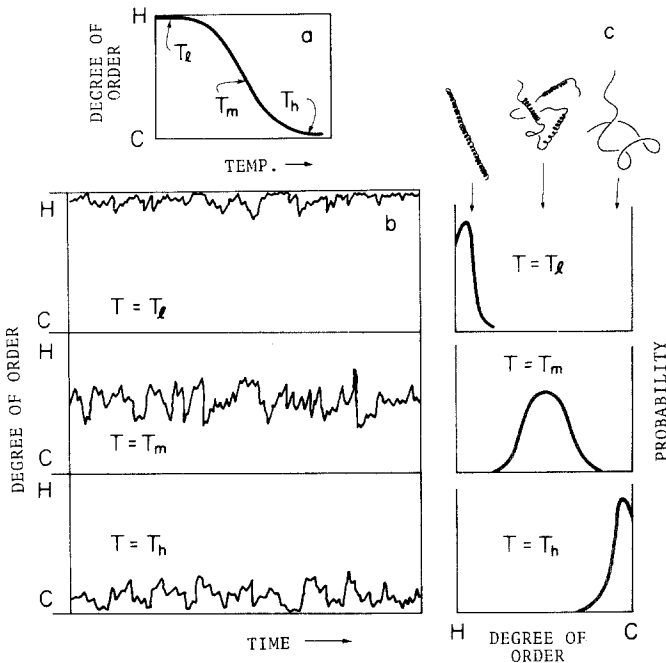 H
DEGREE OF
ORDER
C
a
Tℓ
Tm
Th
TEMP.
c
H
b
T = Tℓ
C
H
T = Tm
C
H
T = Th
C
DEGREE OF ORDER
TIME
T = Tℓ
T = Tm
T = Th
PROBABILITY
H
C
DEGREE OF
ORDER